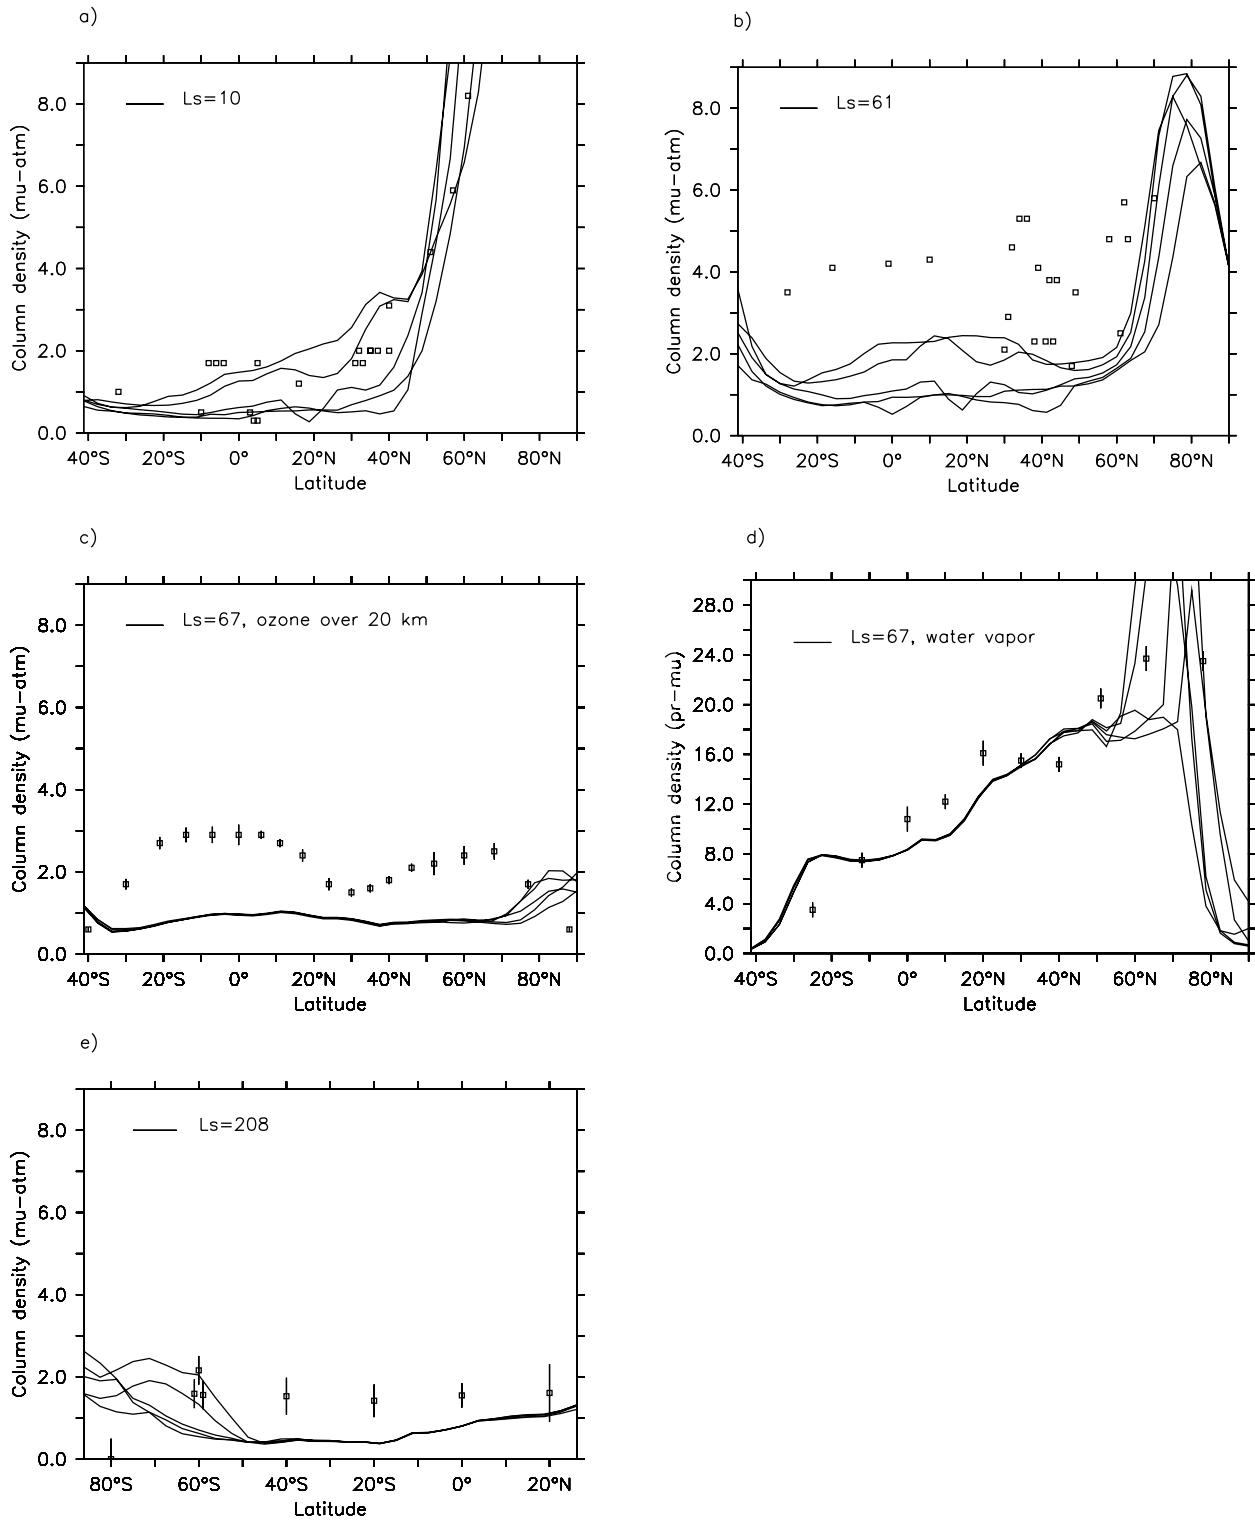 a)
Ls=10
Column density (mu-atm)
8.0
6.0
4.0
2.0
0.0
40°S 20°S 0° 20°N 40°N 60°N 80°N
Latitude
b)
Ls=61
Column density (mu-atm)
8.0
6.0
4.0
2.0
0.0
40°S 20°S 0° 20°N 40°N 60°N 80°N
Latitude
c)
Ls=67, ozone over 20 km
Column density (mu-atm)
8.0
6.0
4.0
2.0
0.0
40°S 20°S 0° 20°N 40°N 60°N 80°N
Latitude
d)
Ls=67, water vapor
Column density (pr-mu)
28.0
24.0
20.0
16.0
12.0
8.0
4.0
0.0
40°S 20°S 0° 20°N 40°N 60°N 80°N
Latitude
e)
Ls=208
Column density (mu-atm)
8.0
6.0
4.0
2.0
0.0
80°S 60°S 40°S 20°S 0° 20°N
Latitude